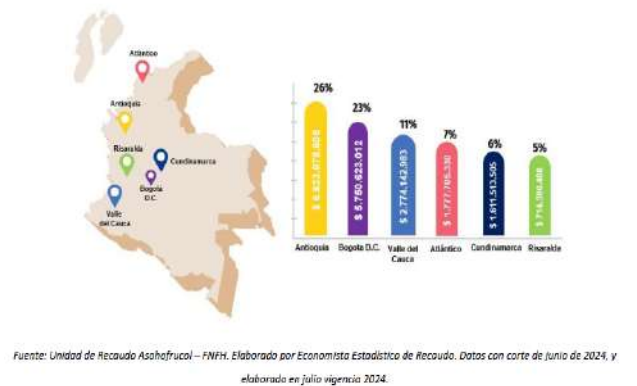 Atlántico
Antioquia
Risaralda
Cundinamarca
Bogotá
D.C.
Valle
del Cauca
26%
23%
11%
7%
6%
5%
$ 5.760.623.012
$ 2.774.142.983
Antioquia
Bogotá D.C.
Valle del
Cauca
Atlántico
Cundinamarca
Risaralda
Fuente: Unidad de Recaudo Asohofrucol – FNFH. Elaborado por Economista Estadístico de Recaudo. Datos con corte de junio de 2024, y
elaborado en julio vigencia 2024.